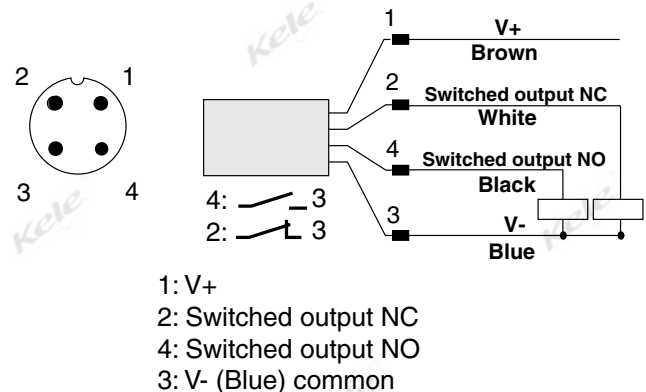 1 V+
Brown
2 1
2 Switched output NC
White
4 Switched output NO
Black
3 4
4: 3
2: 3
3 V-
Blue
1: V+
2: Switched output NC
4: Switched output NO
3: V- (Blue) common
Kele
Kele
Kele